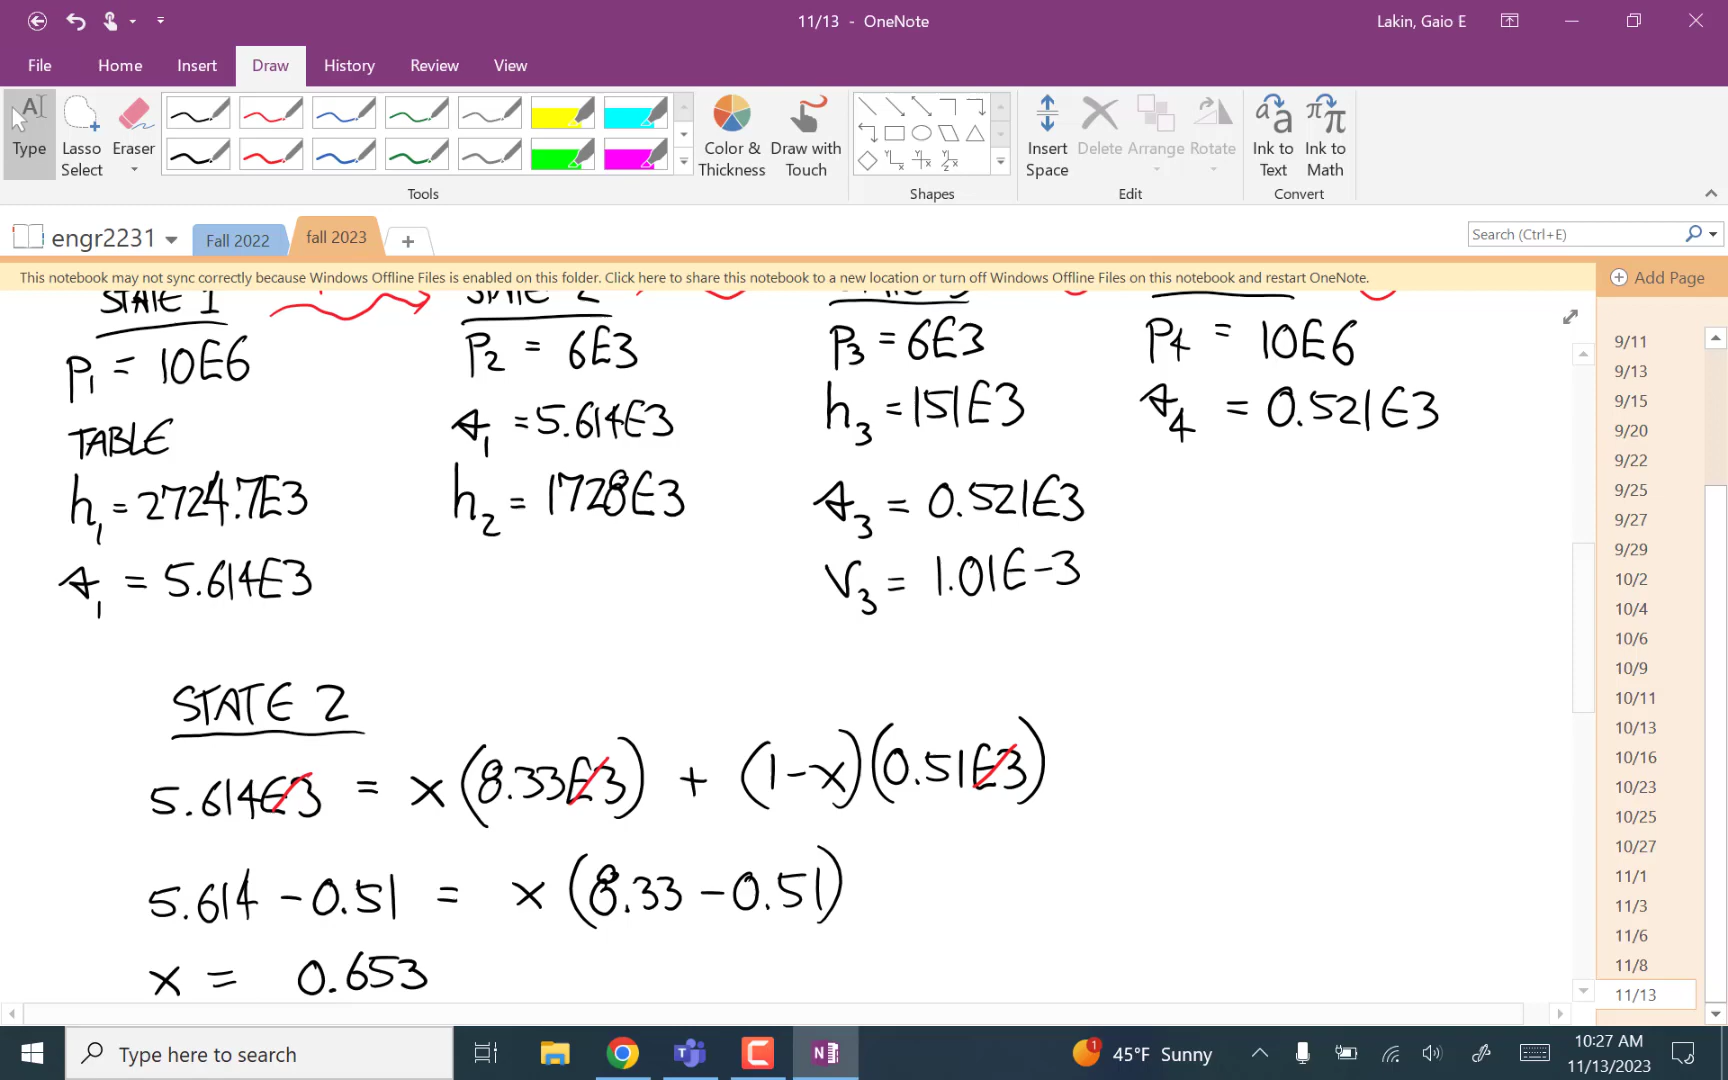 11/13 - OneNote
Lakin, Gaio E
File Home Insert Draw History Review View
Type
Lasso Select
Eraser
Color & Thickness
Draw with Touch
Insert Space
Delete
Arrange
Rotate
Ink to Text
Ink to Math
Tools
Shapes
Edit
Convert
engr2231
Fall 2022
fall 2023
Search (Ctrl+E)
This notebook may not sync correctly because Windows Offline Files is enabled on this folder. Click here to share this notebook to a new location or turn off Windows Offline Files on this notebook and restart OneNote.
Add Page
STATE 1
P1 = 10E6
TABLE
h1 = 2724.7E3
s1 = 5.614E3
STATE 2
P2 = 6E3
s1 = 5.614E3
h2 = 1728E3
P3 = 6E3
h3 = 151E3
s3 = 0.521E3
v3 = 1.01E-3
P4 = 10E6
s4 = 0.521E3
STATE 2
5.614E3 = x(8.33E3) + (1-x)(0.51E3)
5.614 - 0.51 = x(8.33 - 0.51)
x = 0.653
9/11
9/13
9/15
9/20
9/22
9/25
9/27
9/29
10/2
10/4
10/6
10/9
10/11
10/13
10/16
10/23
10/25
10/27
11/1
11/3
11/6
11/8
11/13
Type here to search
45°F Sunny
10:27 AM
11/13/2023